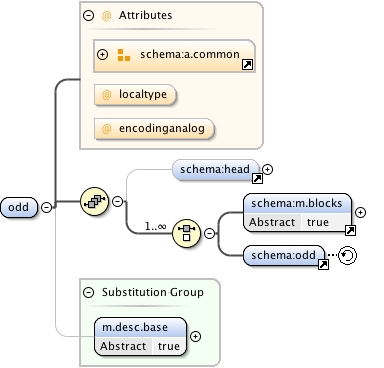 @ Attributes
schema:a.common
@ localtype
@ encodinganalog
schema:head
odd
1..∞
schema:m.blocks
Abstract true
schema:odd
Substitution Group
m.desc.base
Abstract true